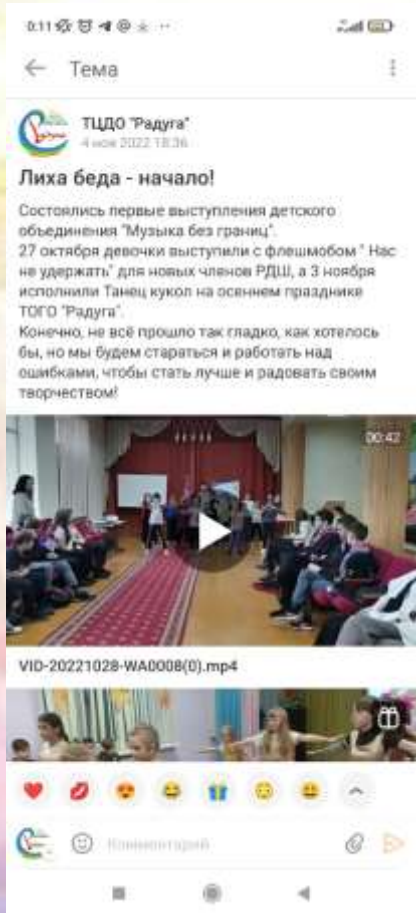 0:11
Тема
ТЦДО "Радуга"
4 ноя 2022 18:36
Лиха беда - начало!
Состоялись первые выступления детского
объединения "Музыка без границ".
27 октября девочки выступили с флешмобом " Нас
не удержать" для новых членов РДШ, а 3 ноября
исполнили Танец кукол на осеннем празднике
ТОГО "Радуга".
Конечно, не всё прошло так гладко, как хотелось
бы, но мы будем стараться и работать над
ошибками, чтобы стать лучше и радовать своим
творчеством!
00:42
VID-20221028-WA0008(0).mp4
Комментарий